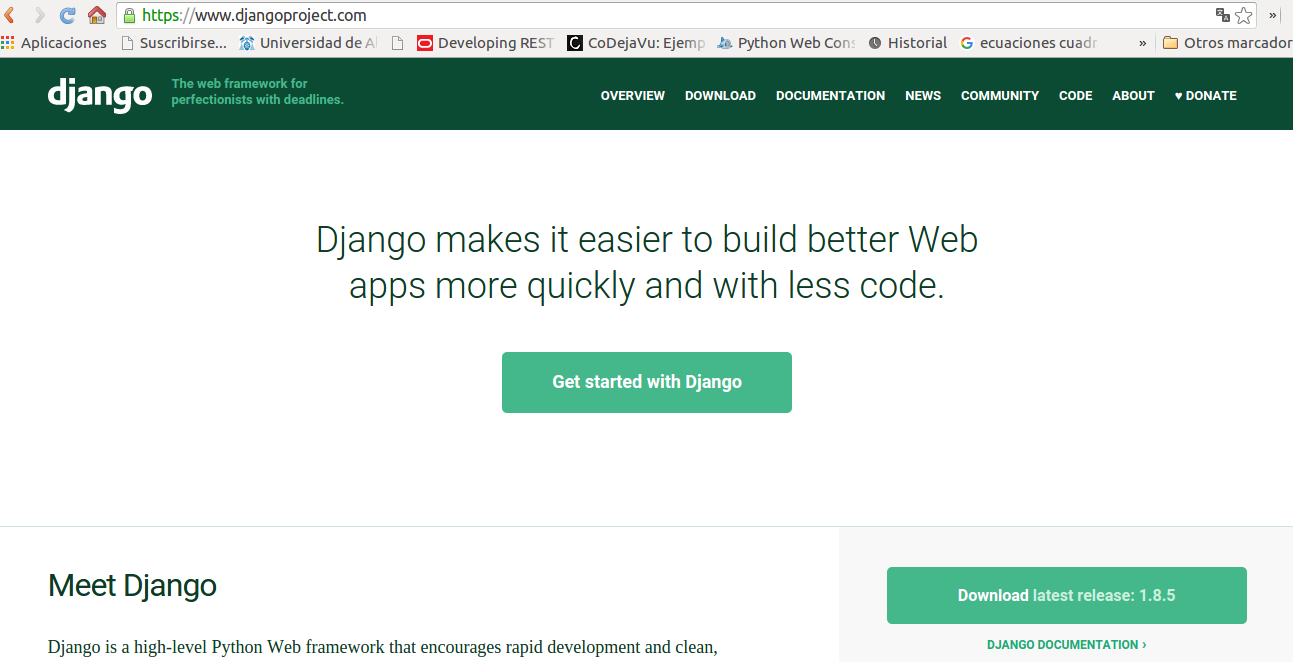 https://www.djangoproject.com
»
Aplicaciones Suscribirse... Universidad de Al Developing REST CoDejaVu: Ejemp Python Web Cons Historial ecuaciones cuadr » Otros marcador
django
The web framework for
perfectionists with deadlines.
OVERVIEW DOWNLOAD DOCUMENTATION NEWS COMMUNITY CODE ABOUT ♥ DONATE
Django makes it easier to build better Web
apps more quickly and with less code.
Get started with Django
Meet Django
Django is a high-level Python Web framework that encourages rapid development and clean,
Download latest release: 1.8.5
DJANGO DOCUMENTATION ›